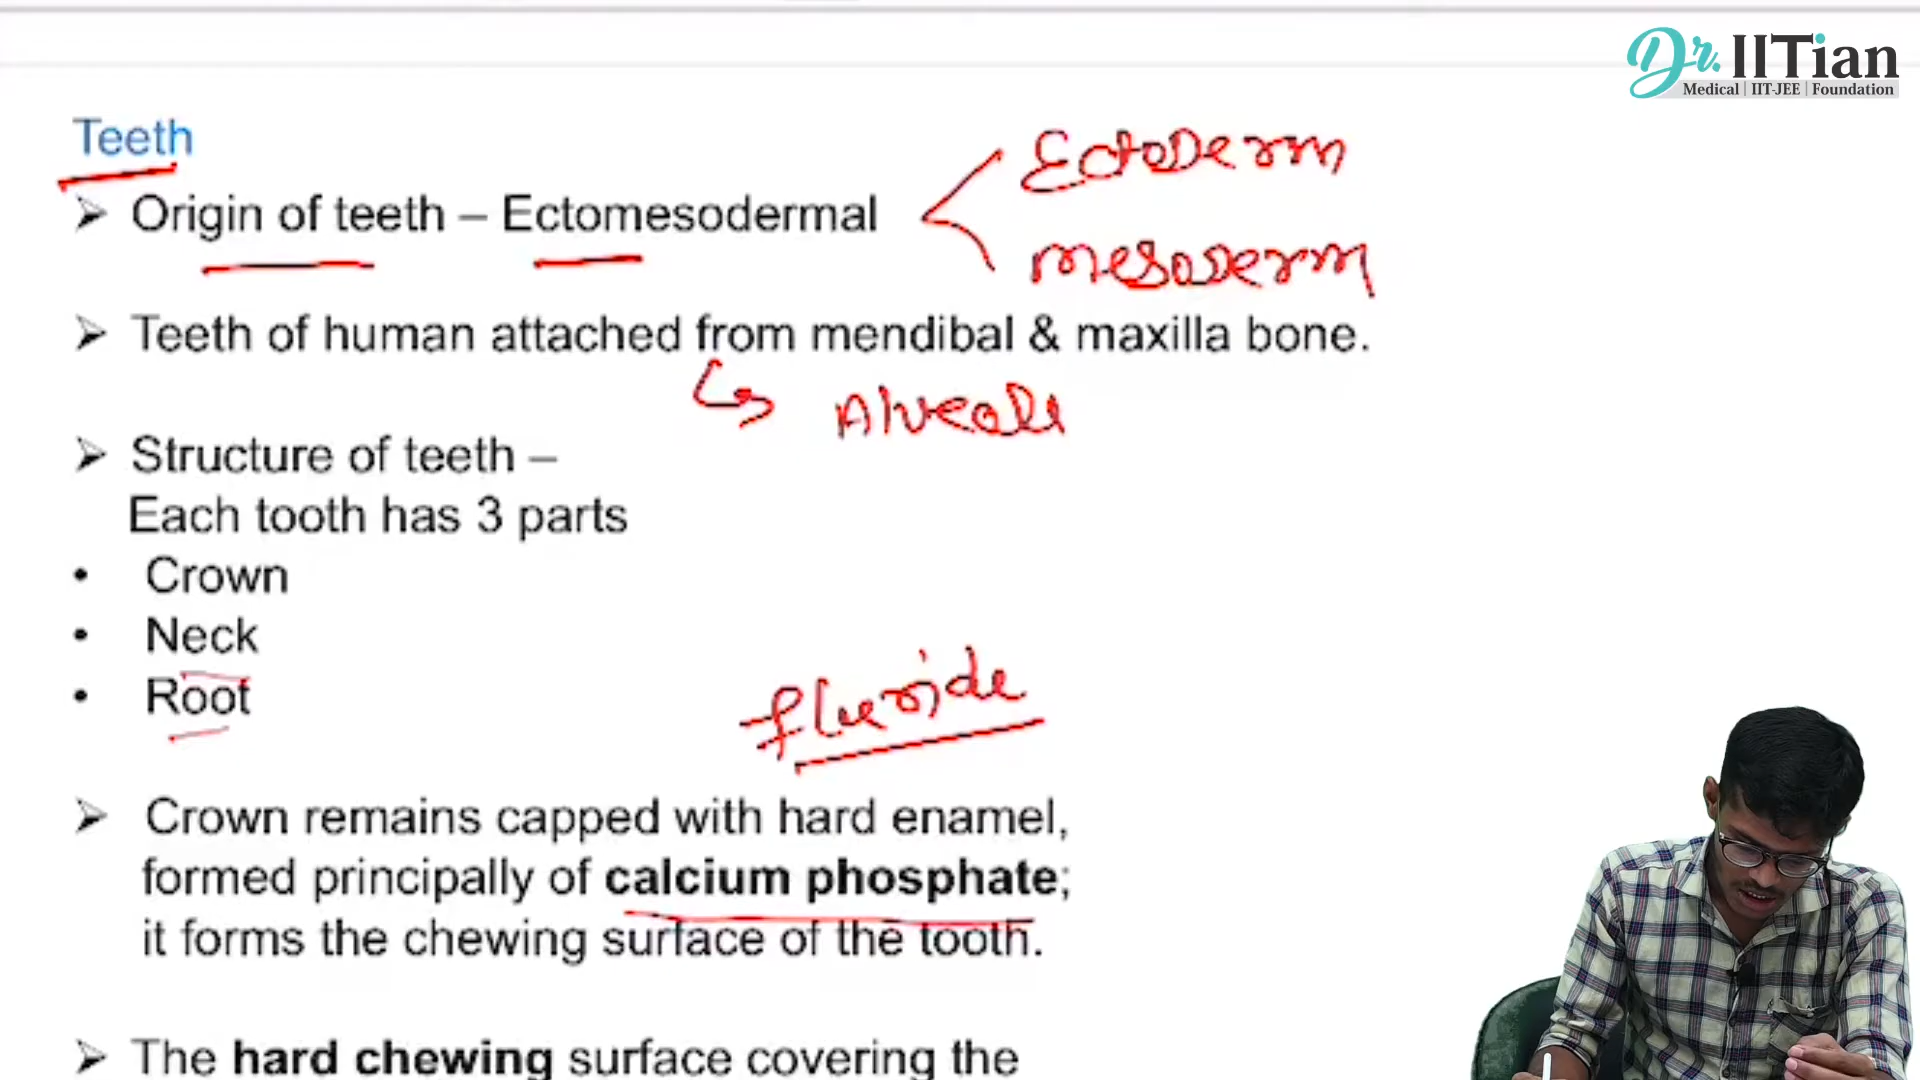 Dr. IITian
Medical | IIT-JEE | Foundation
Teeth
Ectoderm
➢ Origin of teeth – Ectomesodermal
mesoderm
➢ Teeth of human attached from mendibal & maxilla bone.
➢ Structure of teeth –
Each tooth has 3 parts
• Crown
• Neck
• Root
➢ Crown remains capped with hard enamel,
formed principally of calcium phosphate;
it forms the chewing surface of the tooth.
➢ The hard chewing surface covering the